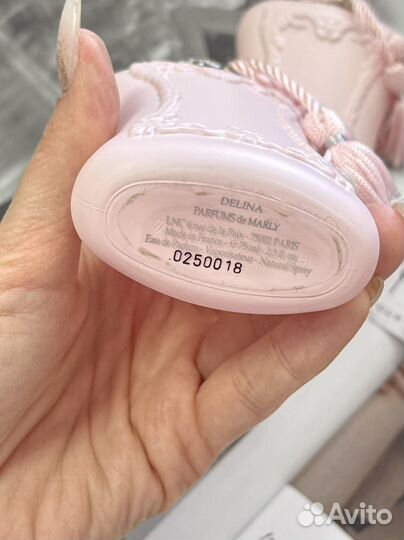 DELINA
PARFUMS de MARLY
LNC 4 rue de la Paix - 75002 PARIS
Made in France - ℮ 75ml - 2.5 fl. oz
Eau de Parfum - Vaporisateur - Natural Spray
0250018
Avito